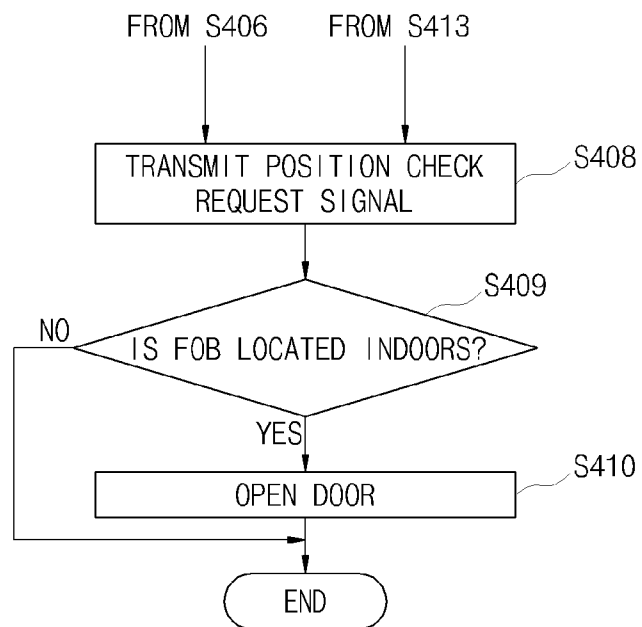 FROM S406
FROM S413
TRANSMIT POSITION CHECK
REQUEST SIGNAL
S408
S409
NO
IS FOB LOCATED INDOORS?
YES
S410
OPEN DOOR
END